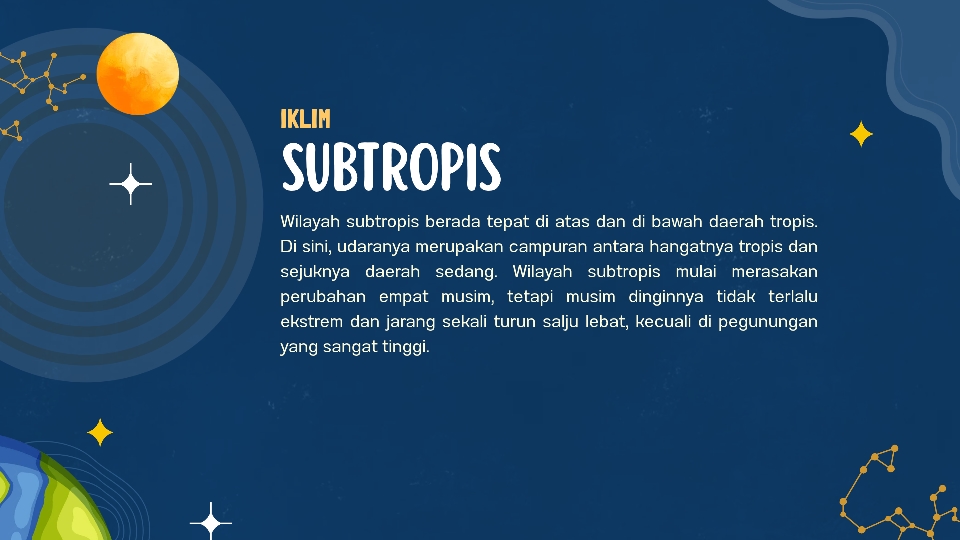 IKLIM
SUBTROPIS
Wilayah subtropis berada tepat di atas dan di bawah daerah tropis.
Di sini, udaranya merupakan campuran antara hangatnya tropis dan
sejuknya daerah sedang. Wilayah subtropis mulai merasakan
perubahan empat musim, tetapi musim dinginnya tidak terlalu
ekstrem dan jarang sekali turun salju lebat, kecuali di pegunungan
yang sangat tinggi.